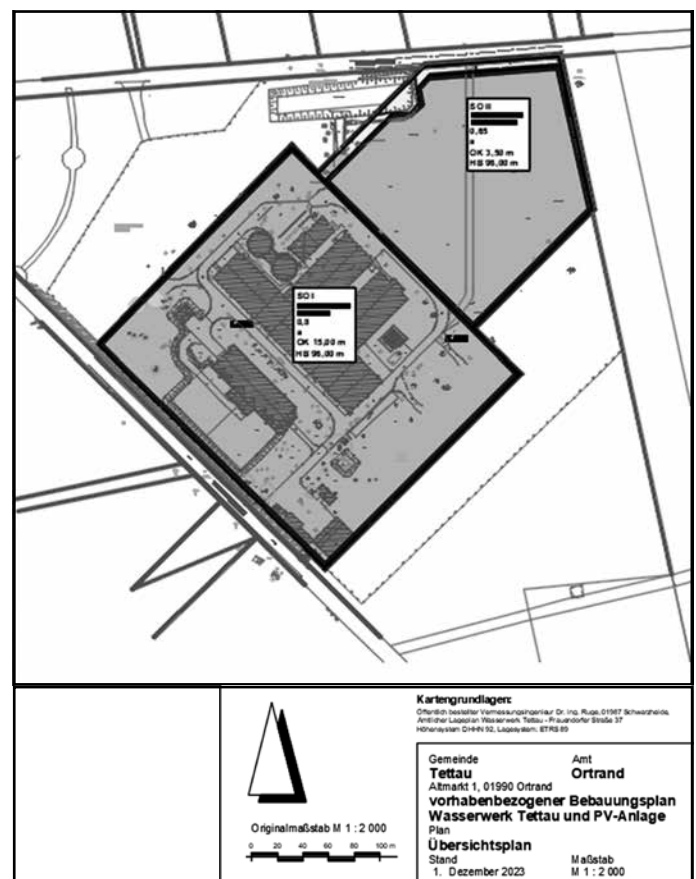 SO II
0,65
a
OK 3,50 m
HB 96,00 m
SO I
0,8
a
OK 15,00 m
HB 96,00 m
Kartengrundlagen:
Öffentlich bestellter Vermessungsingenieur Dr. Ing. Ruge, 01987 Schwarzheide,
Amtlicher Lageplan Wasserwerk Tettau - Frauendorfer Straße 37
Höhensystem DHHN 92, Lagesystem: ETRS 89
Originalmaßstab M 1 : 2 000
0 20 40 60 80 100 m
Gemeinde Amt
Tettau Ortrand
Altmarkt 1, 01990 Ortrand
vorhabenbezogener Bebauungsplan
Wasserwerk Tettau und PV-Anlage
Plan
Übersichtsplan
Stand Maßstab
1. Dezember 2023 M 1 : 2 000